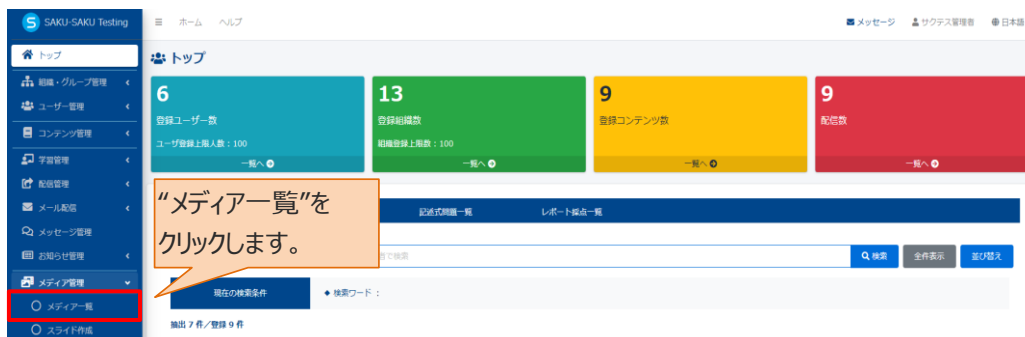 SAKU-SAKU Testing
ホーム ヘルプ
メッセージ サクテス管理者 日本語
トップ
組織・グループ管理
ユーザー管理
コンテンツ管理
学習管理
配信管理
メール配信
メッセージ管理
お知らせ管理
メディア管理
メディア一覧
スライド作成
トップ
6
登録ユーザー数
ユーザ登録上限人数：100
一覧へ
13
登録組織数
組織登録上限数：100
一覧へ
9
登録コンテンツ数
一覧へ
9
配信数
一覧へ
“メディア一覧”を
クリックします。
記述式問題一覧 レポート採点一覧
で検索
検索 全件表示 並び替え
現在の検索条件 ◆ 検索ワード：
抽出 7 件／登録 9 件